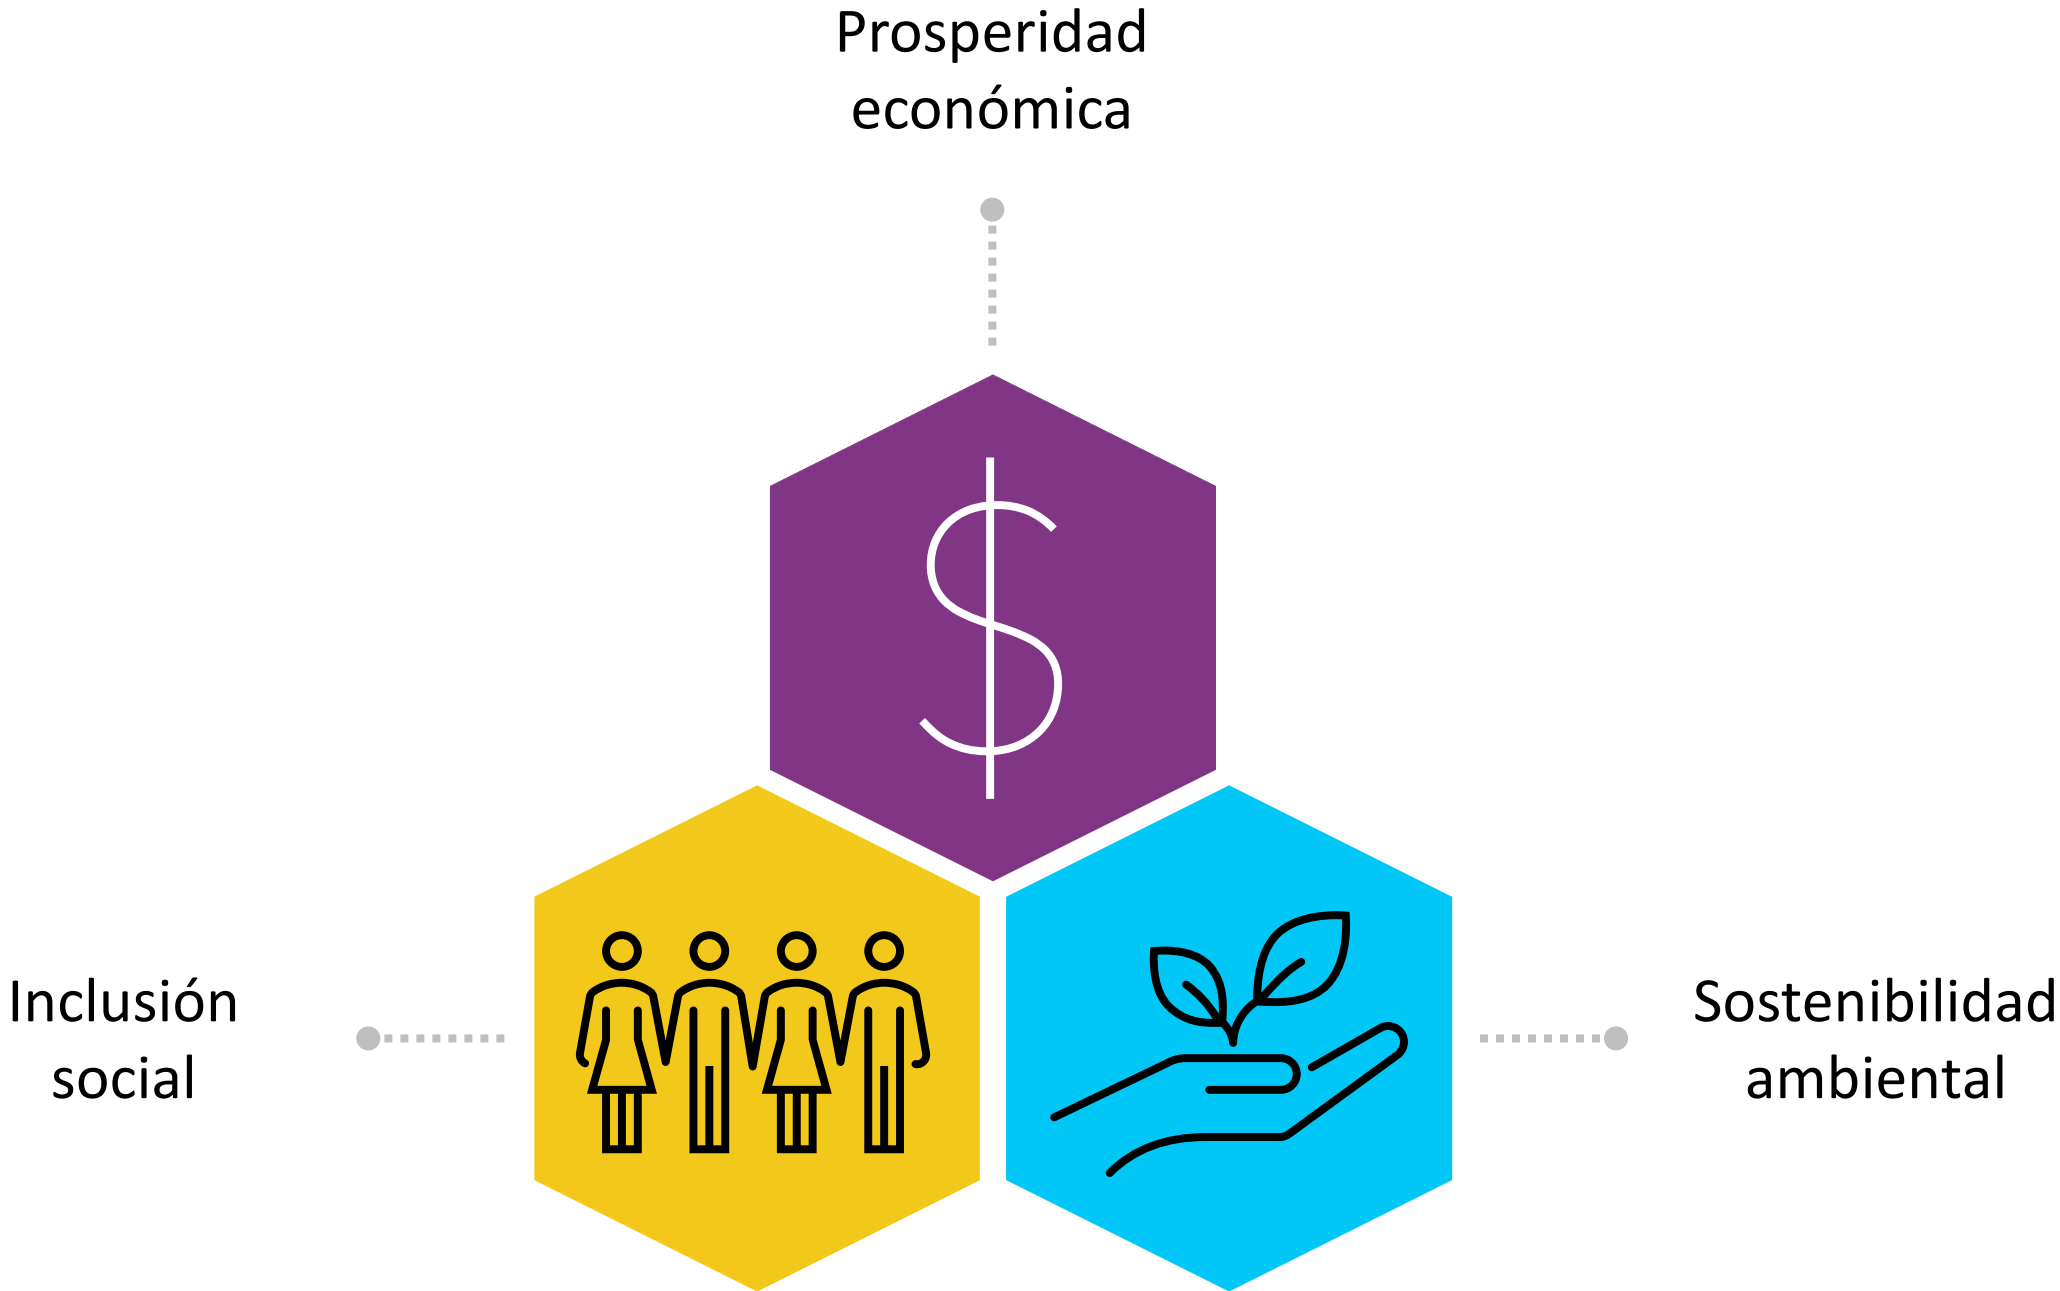 Prosperidad
económica
Inclusión
social
Sostenibilidad
ambiental